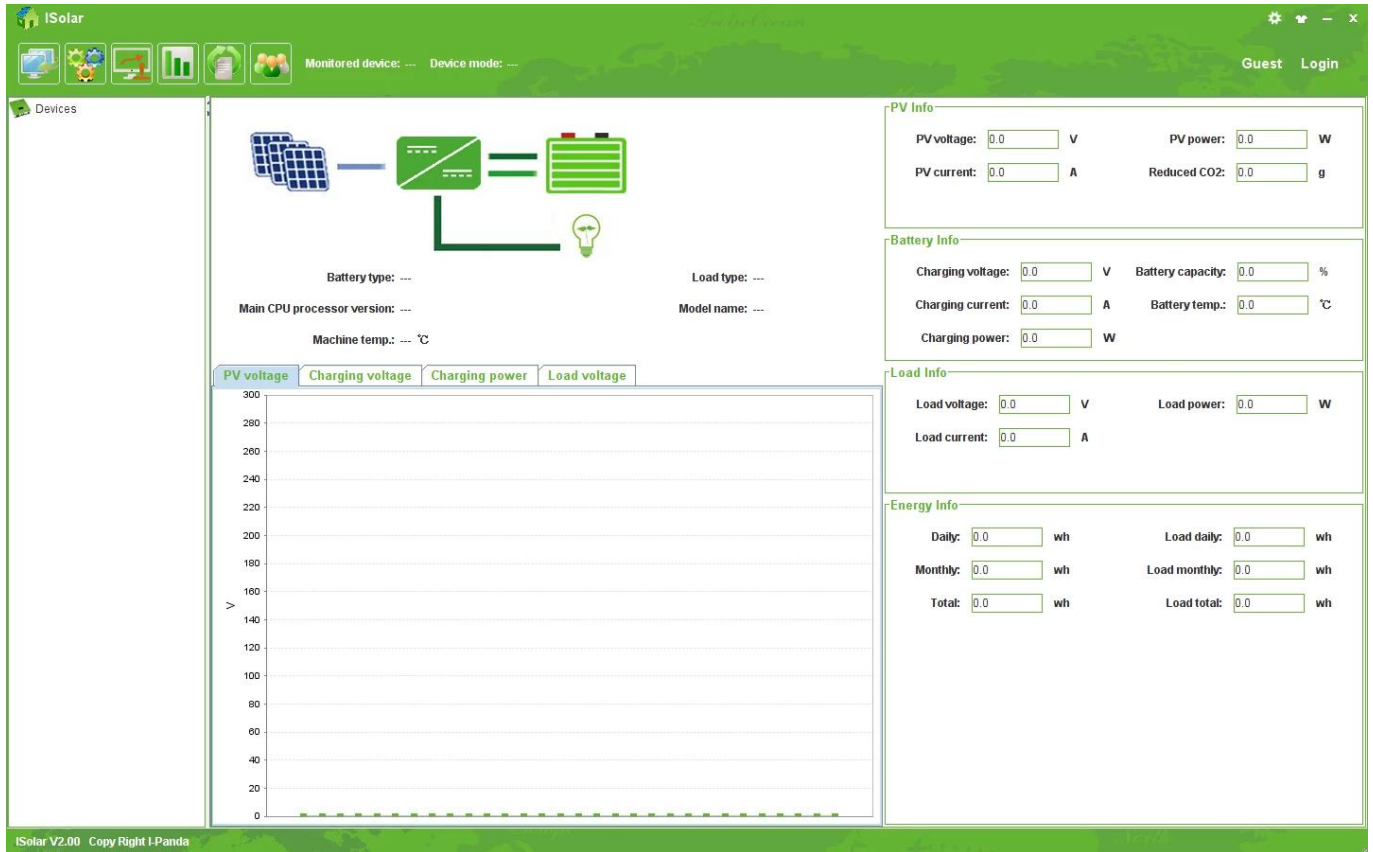 ISolar
Monitored device: --- Device mode: ---
Guest Login
Devices
Battery type: --- Load type: ---
Main CPU processor version: --- Model name: ---
Machine temp.: --- ℃
PV voltage Charging voltage Charging power Load voltage
300
280
260
240
220
200
180
160
140
120
100
80
60
40
20
0
V
PV Info
PV voltage: 0.0 V PV power: 0.0 W
PV current: 0.0 A Reduced CO2: 0.0 g
Battery Info
Charging voltage: 0.0 V Battery capacity: 0.0 %
Charging current: 0.0 A Battery temp.: 0.0 ℃
Charging power: 0.0 W
Load Info
Load voltage: 0.0 V Load power: 0.0 W
Load current: 0.0 A
Energy Info
Daily: 0.0 wh Load daily: 0.0 wh
Monthly: 0.0 wh Load monthly: 0.0 wh
Total: 0.0 wh Load total: 0.0 wh
ISolar V2.00 Copy Right I-Panda